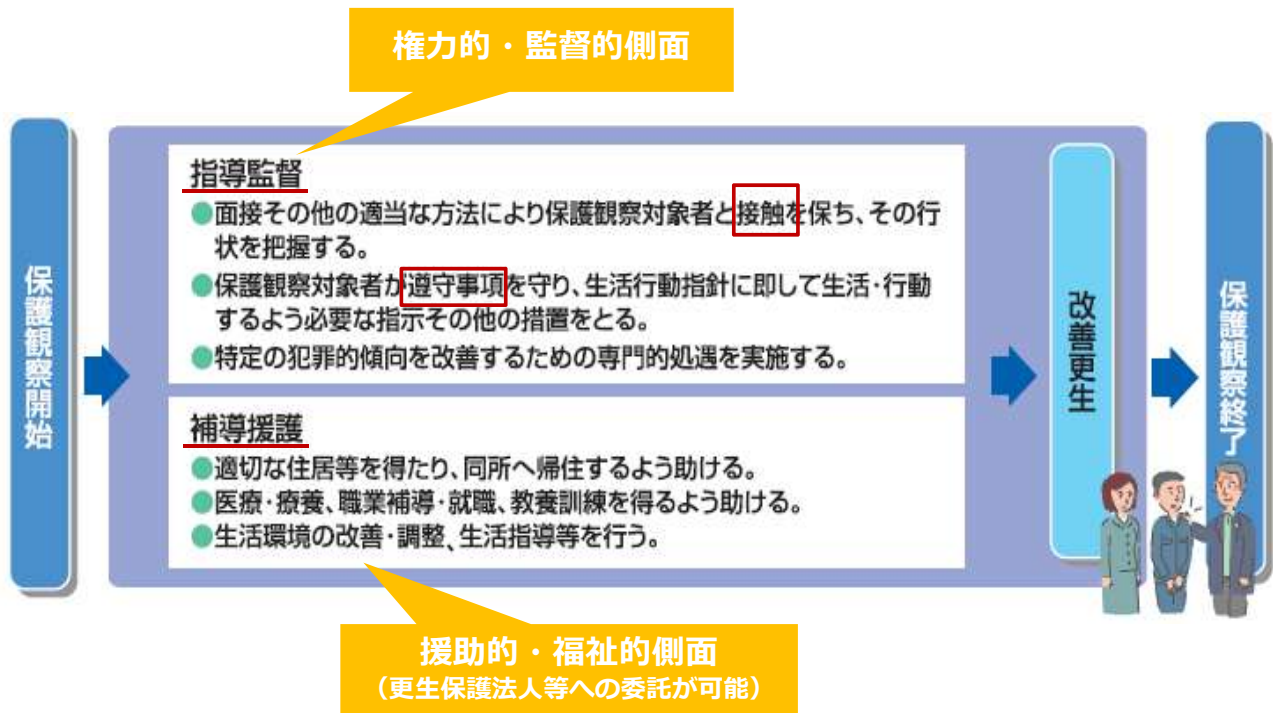 権力的・監督的側面
保護観察開始
指導監督
●面接その他の適当な方法により保護観察対象者と接触を保ち、その行
状を把握する。
●保護観察対象者が遵守事項を守り、生活行動指針に即して生活・行動
するよう必要な指示その他の措置をとる。
●特定の犯罪的傾向を改善するための専門的処遇を実施する。
補導援護
●適切な住居等を得たり、同所へ帰住するよう助ける。
●医療・療養、職業補導・就職、教養訓練を得るよう助ける。
●生活環境の改善・調整、生活指導等を行う。
改善更生
保護観察終了
援助的・福祉的側面
（更生保護法人等への委託が可能）